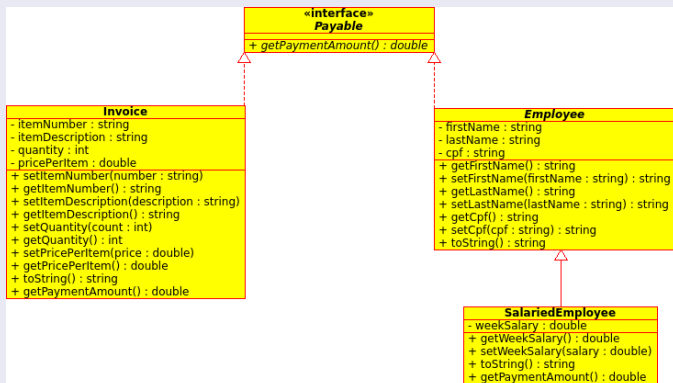 «interface»
Payable
+ getPaymentAmount() : double
Invoice
- itemNumber : string
- itemDescription : string
- quantity : int
- pricePerItem : double
+ setItemNumber(number : string)
+ getItemNumber() : string
+ setItemDescription(description : string)
+ getItemDescription() : string
+ setQuantity(count : int)
+ getQuantity() : int
+ setPricePerItem(price : double)
+ getPricePerItem() : double
+ toString() : string
+ getPaymentAmount() : double
Employee
- firstName : string
- lastName : string
- cpf : string
+ getFirstName() : string
+ setFirstName(firstName : string) : string
+ getLastName() : string
+ setLastName(lastName : string) : string
+ getCpf() : string
+ setCpf(cpf : string) : string
+ toString() : string
SalariedEmployee
- weekSalary : double
+ getWeekSalary() : double
+ setWeekSalary(salary : double)
+ toString() : string
+ getPaymentAmount() : double